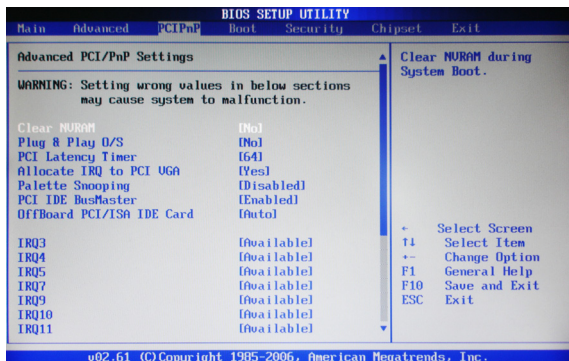 BIOS SETUP UTILITY
Main Advanced PCIPnP Boot Security Chipset Exit
Advanced PCI/PnP Settings
WARNING: Setting wrong values in below sections
may cause system to malfunction.
Clear NVRAM [No]
Plug & Play O/S [No]
PCI Latency Timer [64]
Allocate IRQ to PCI VGA [Yes]
Palette Snooping [Disabled]
PCI IDE BusMaster [Enabled]
OffBoard PCI/ISA IDE Card [Auto]
IRQ3 [Available]
IRQ4 [Available]
IRQ5 [Available]
IRQ7 [Available]
IRQ9 [Available]
IRQ10 [Available]
IRQ11 [Available]
Clear NVRAM during
System Boot.
← Select Screen
↑↓ Select Item
+- Change Option
F1 General Help
F10 Save and Exit
ESC Exit
v02.61 (C)Copyright 1985-2006, American Megatrends, Inc.